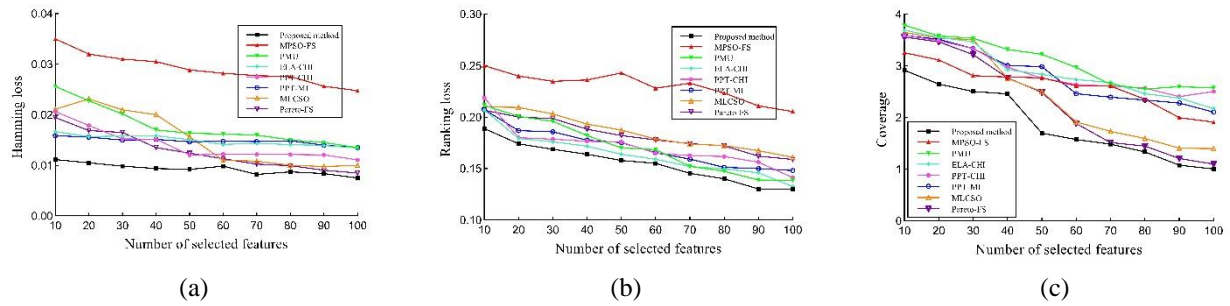 0.04
0.03
0.02
0.01
0.00
Hamming loss
Proposed method
MPSO-FS
PMU
ELA-CHI
PPT-CHI
PPT-MI
MLCSO
Pareto-FS
10 20 30 40 50 60 70 80 90 100
Number of selected features
(a)
0.30
0.25
0.20
0.15
0.10
Ranking loss
Proposed method
MPSO-FS
PMU
ELA-CHI
PPT-CHI
PPT-MI
MLCSO
Pareto-FS
10 20 30 40 50 60 70 80 90 100
Number of selected features
(b)
4
3
2
1
0
Coverage
Proposed method
MPSO-FS
PMU
ELA-CHI
PPT-CHI
PPT-MI
MLCSO
Pareto-FS
10 20 30 40 50 60 70 80 90 100
Number of selected features
(c)